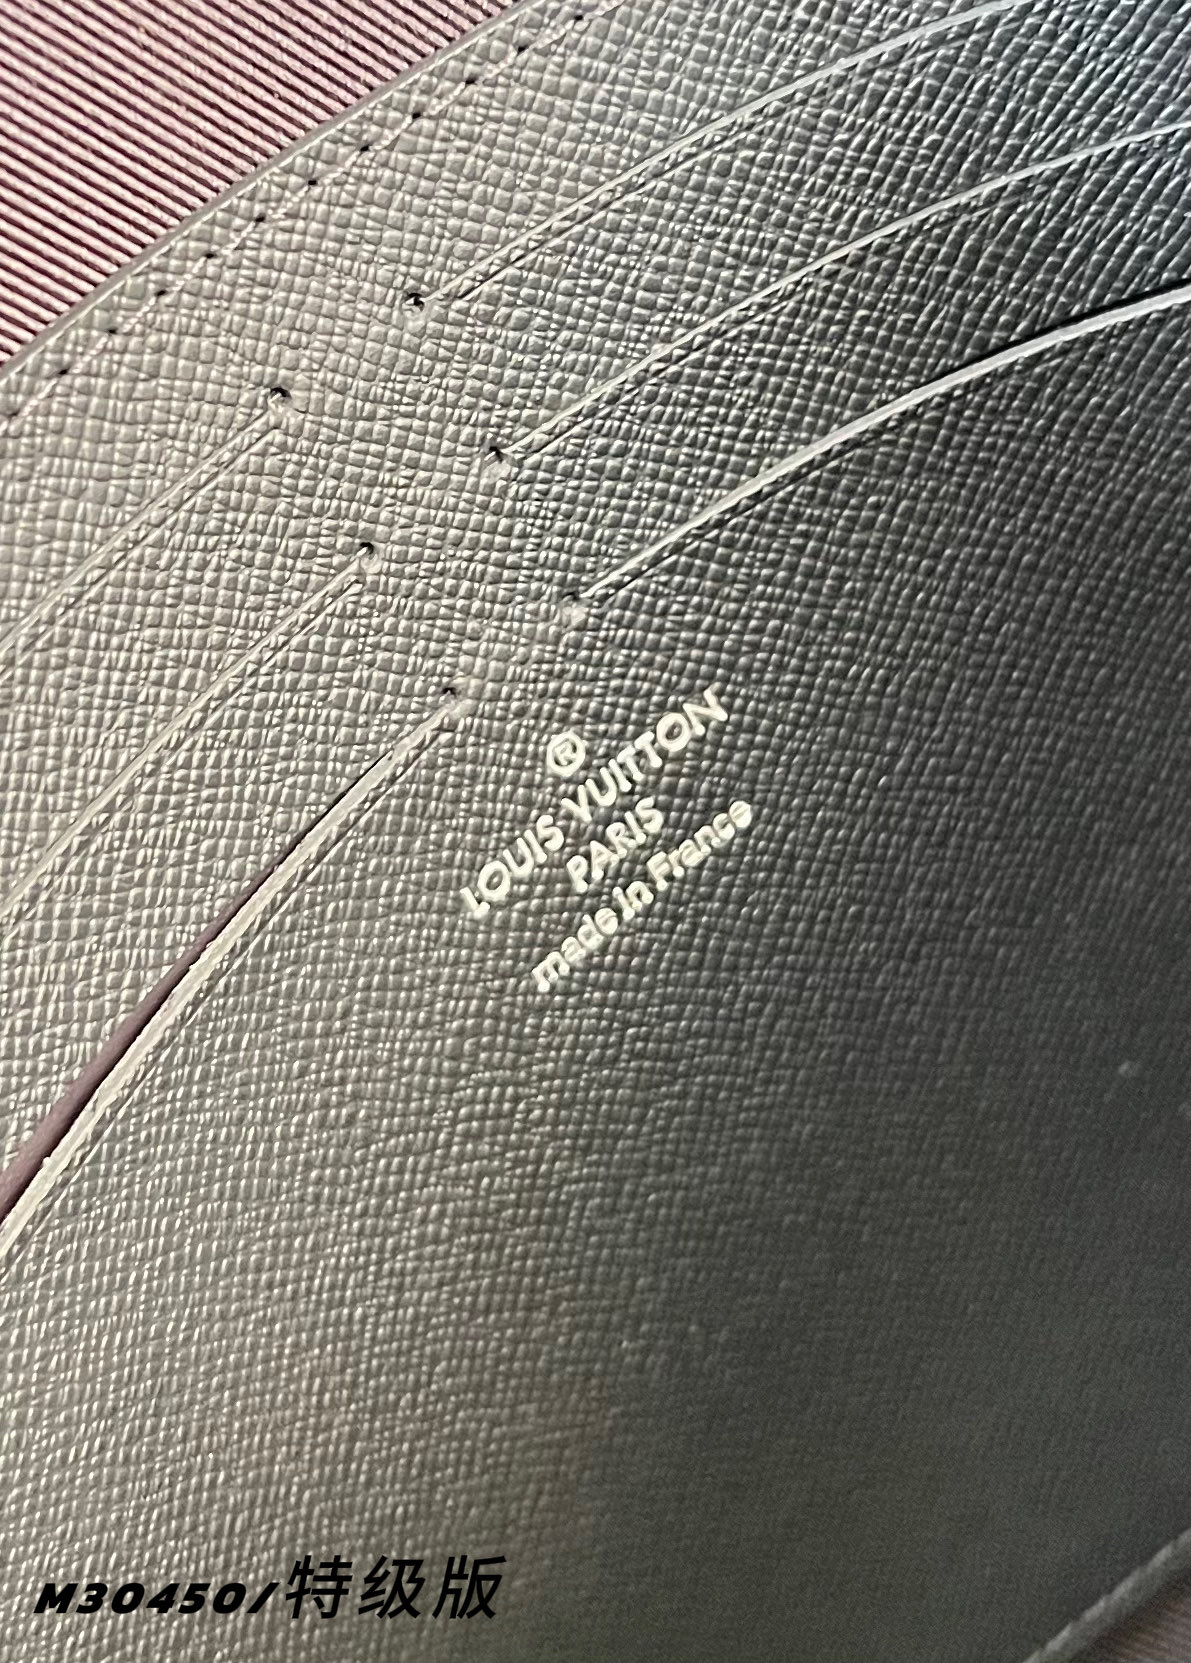 ®
LOUIS VUITTON
PARIS
made in France
M30450/特级版